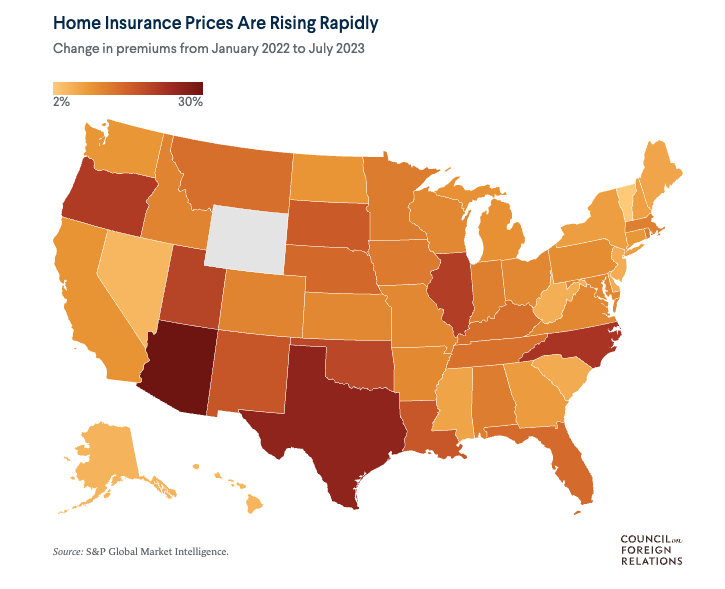 Home Insurance Prices Are Rising Rapidly
Change in premiums from January 2022 to July 2023
2% 30%
Source: S&P Global Market Intelligence.
COUNCIL on
FOREIGN
RELATIONS